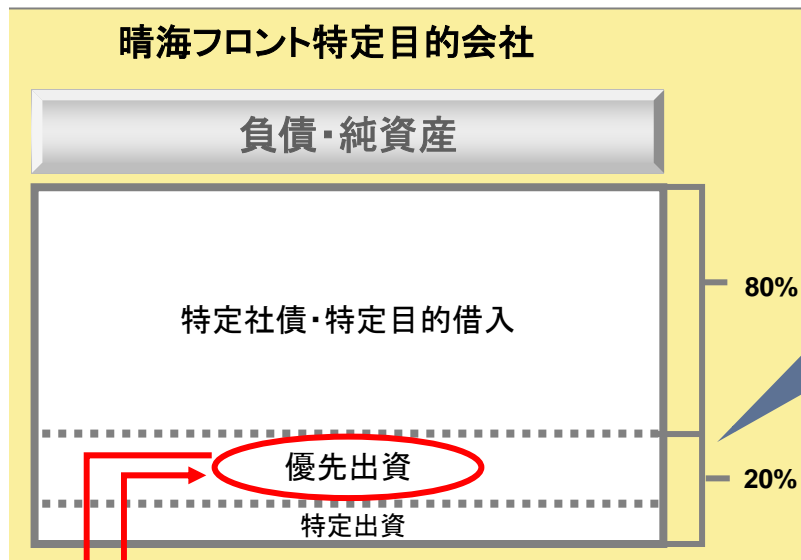 晴海フロント特定目的会社
負債・純資産
特定社債・特定目的借入
80%
優先出資
20%
特定出資